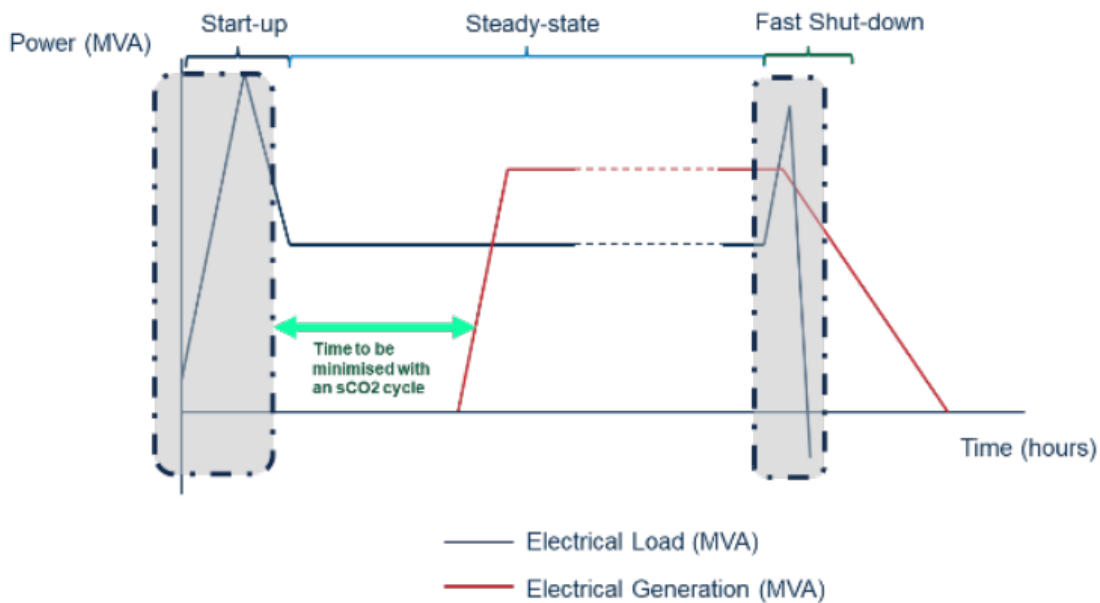 Start-up
Steady-state
Fast Shut-down
Power (MVA)
Time to be
minimised with
an sCO2 cycle
Time (hours)
Electrical Load (MVA)
Electrical Generation (MVA)